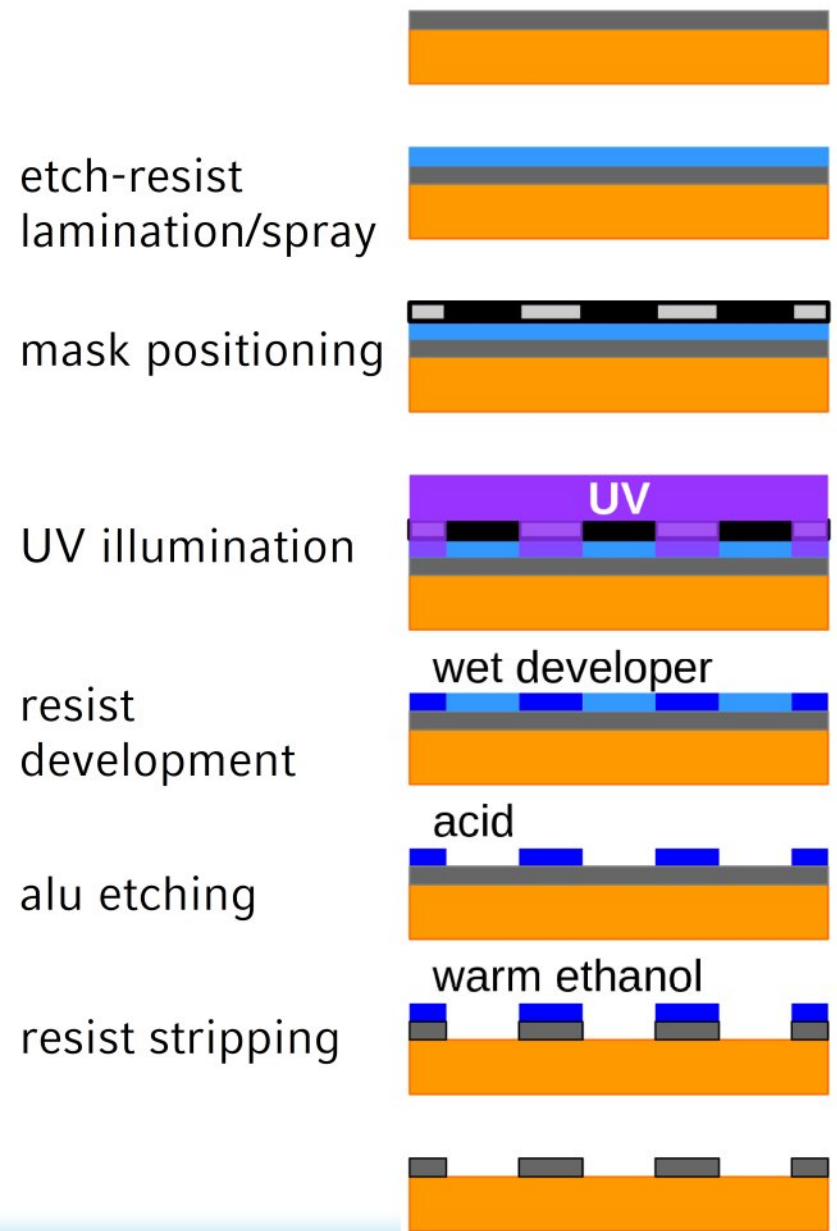 etch-resist
lamination/spray
mask positioning
UV
UV illumination
wet developer
resist
development
acid
alu etching
warm ethanol
resist stripping